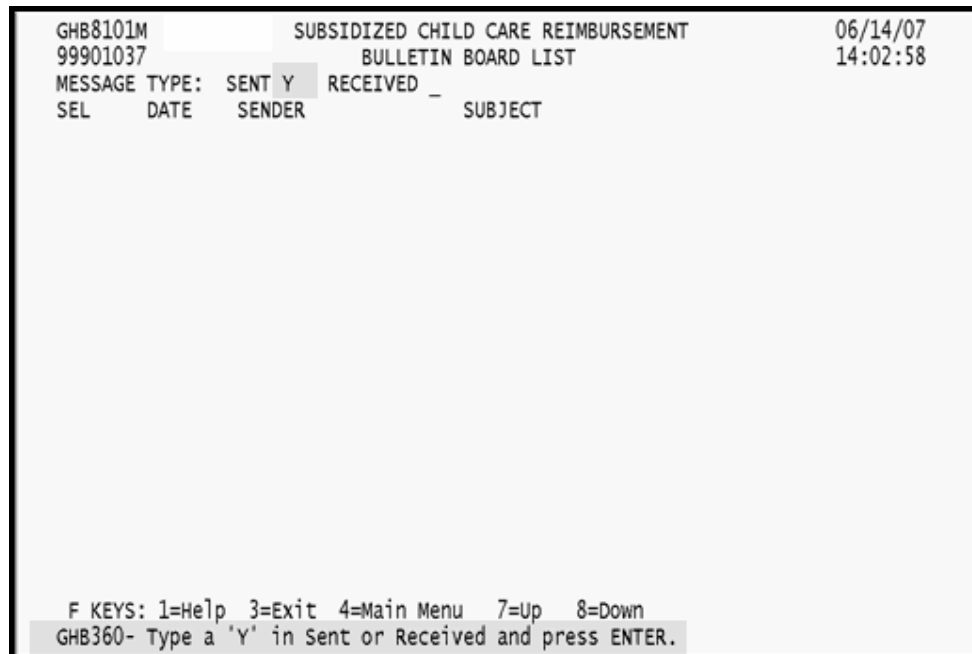 GHB8101M SUBSIDIZED CHILD CARE REIMBURSEMENT 06/14/07
99901037 BULLETIN BOARD LIST 14:02:58
MESSAGE TYPE: SENT Y RECEIVED _
SEL DATE SENDER SUBJECT
F KEYS: 1=Help 3=Exit 4=Main Menu 7=Up 8=Down
GHB360- Type a 'Y' in Sent or Received and press ENTER.